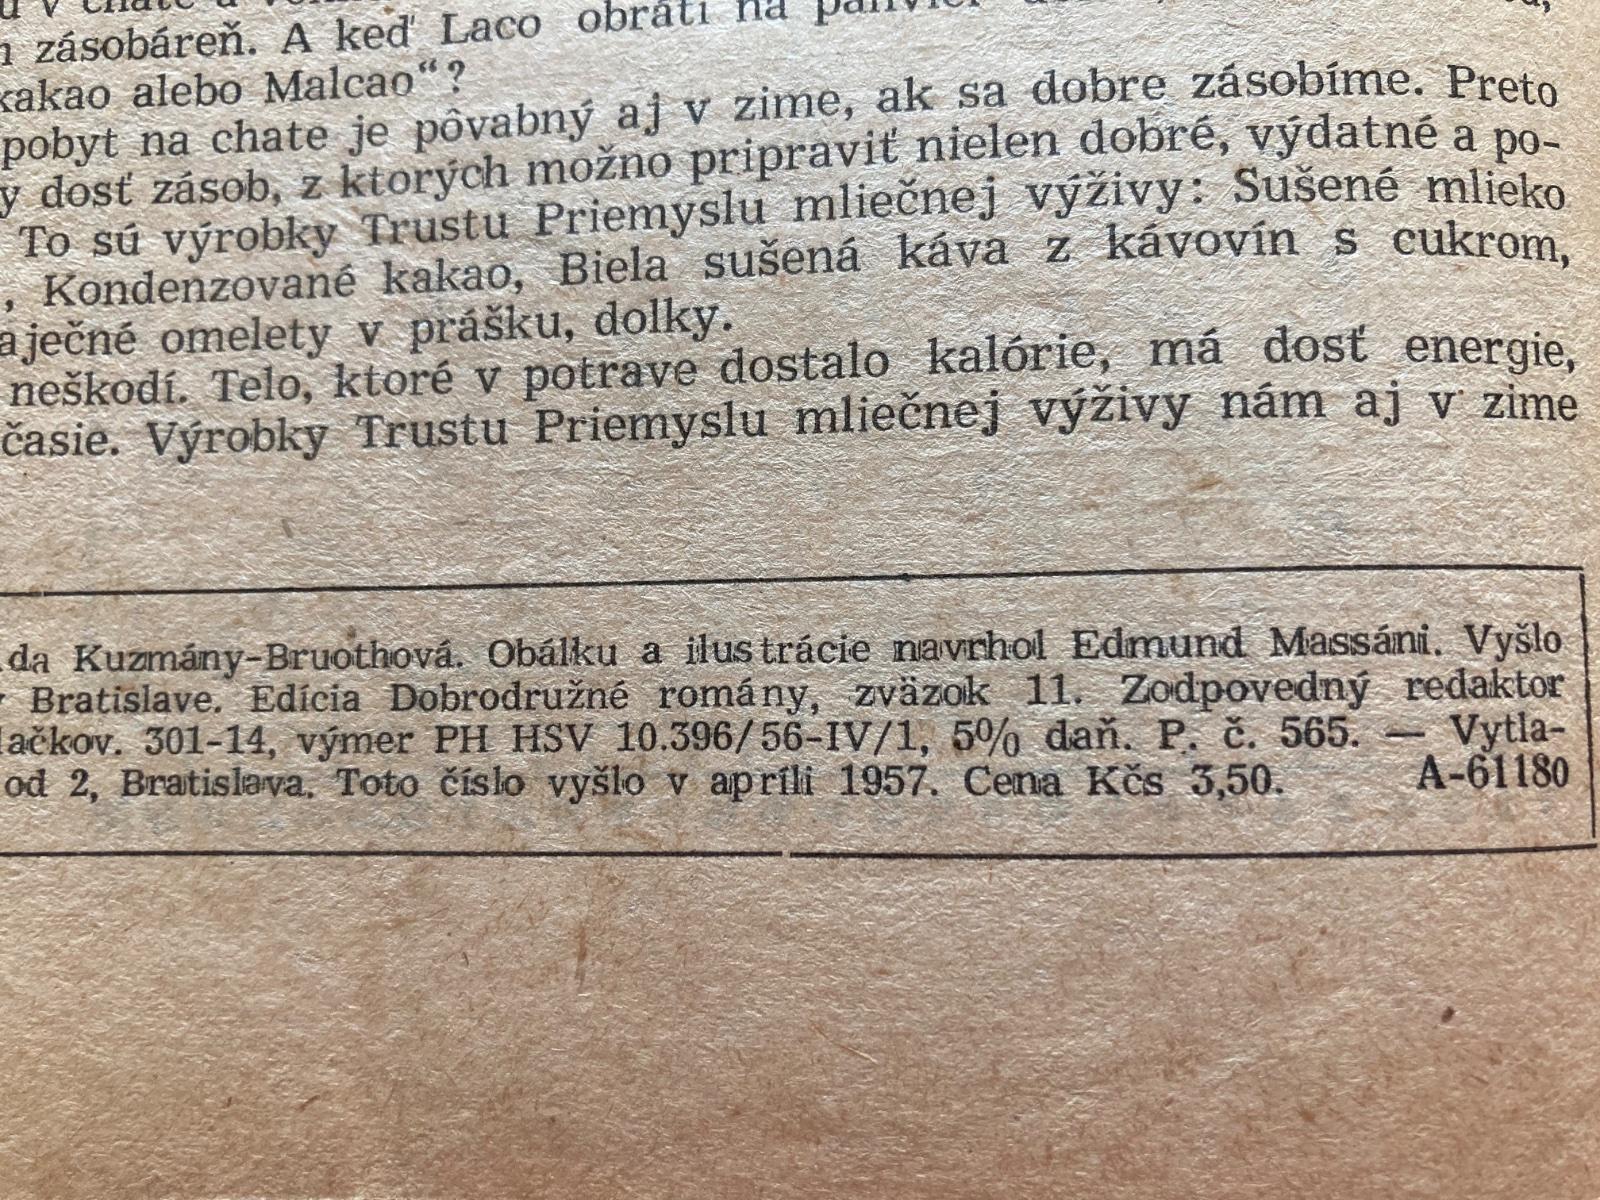 zásobáreň. A keď Laco obráti na
kakao alebo Malcao“?
pobyt na chate je pôvabný aj v zime, ak sa dobre zásobíme. Preto
y dosť zásob, z ktorých možno pripraviť nielen dobré, výdatné a po-
To sú výrobky Trustu Priemyslu mliečnej výživy: Sušené mlieko
, Kondenzované kakao, Biela sušená káva z kávovín s cukrom,
aječné omelety v prášku, dolky.
neškodí. Telo, ktoré v potrave dostalo kalórie, má dosť energie,
časie. Výrobky Trustu Priemyslu mliečnej výživy nám aj v zime
da Kuzmány-Bruothová. Obálku a ilustrácie navrhol Edmund Massáni. Vyšlo
Bratislave. Edícia Dobrodružné romány, zväzok 11. Zodpovedný redaktor
lačkov. 301-14, výmer PH HSV 10.396/56-IV/1, 5% daň. P. č. 565. — Vytla-
od 2, Bratislava. Toto číslo vyšlo v apríli 1957. Cena Kčs 3,50. A-61180